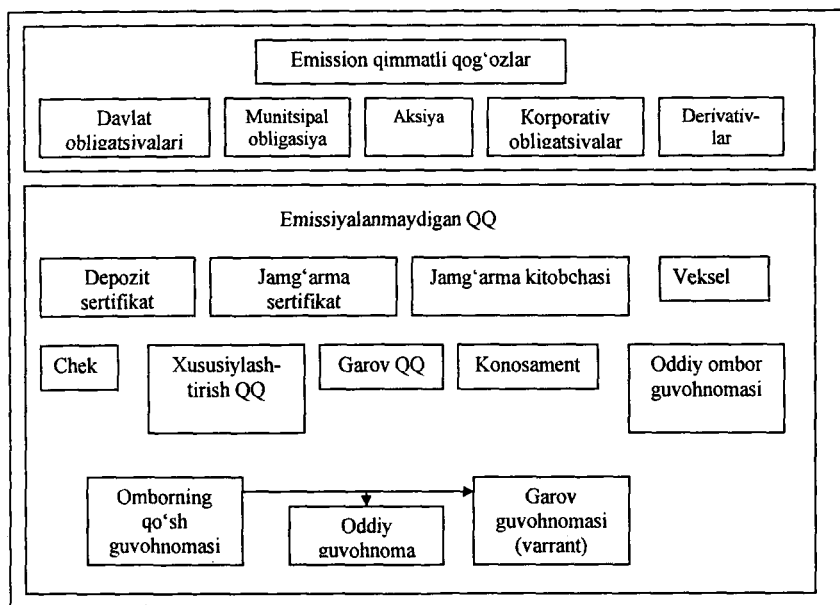 Emission qimmatli qog‘ozlar
Davlat
obligatsivalari
Munitsipal
obligasiya
Aksiya
Korporativ
obligatsivalar
Derivativ-
lar
Emissiyalanmaydigan QQ
Depozit
sertifikat
Jamg‘arma
sertifikat
Jamg‘arma kitobchasi
Veksel
Chek
Xususiylash-
tirish QQ
Garov QQ
Konosament
Oddiy ombor
guvohnomasi
Omborning
qo‘sh
guvohnomasi
Oddiy
guvohnoma
Garov
guvohnomasi
(varrant)